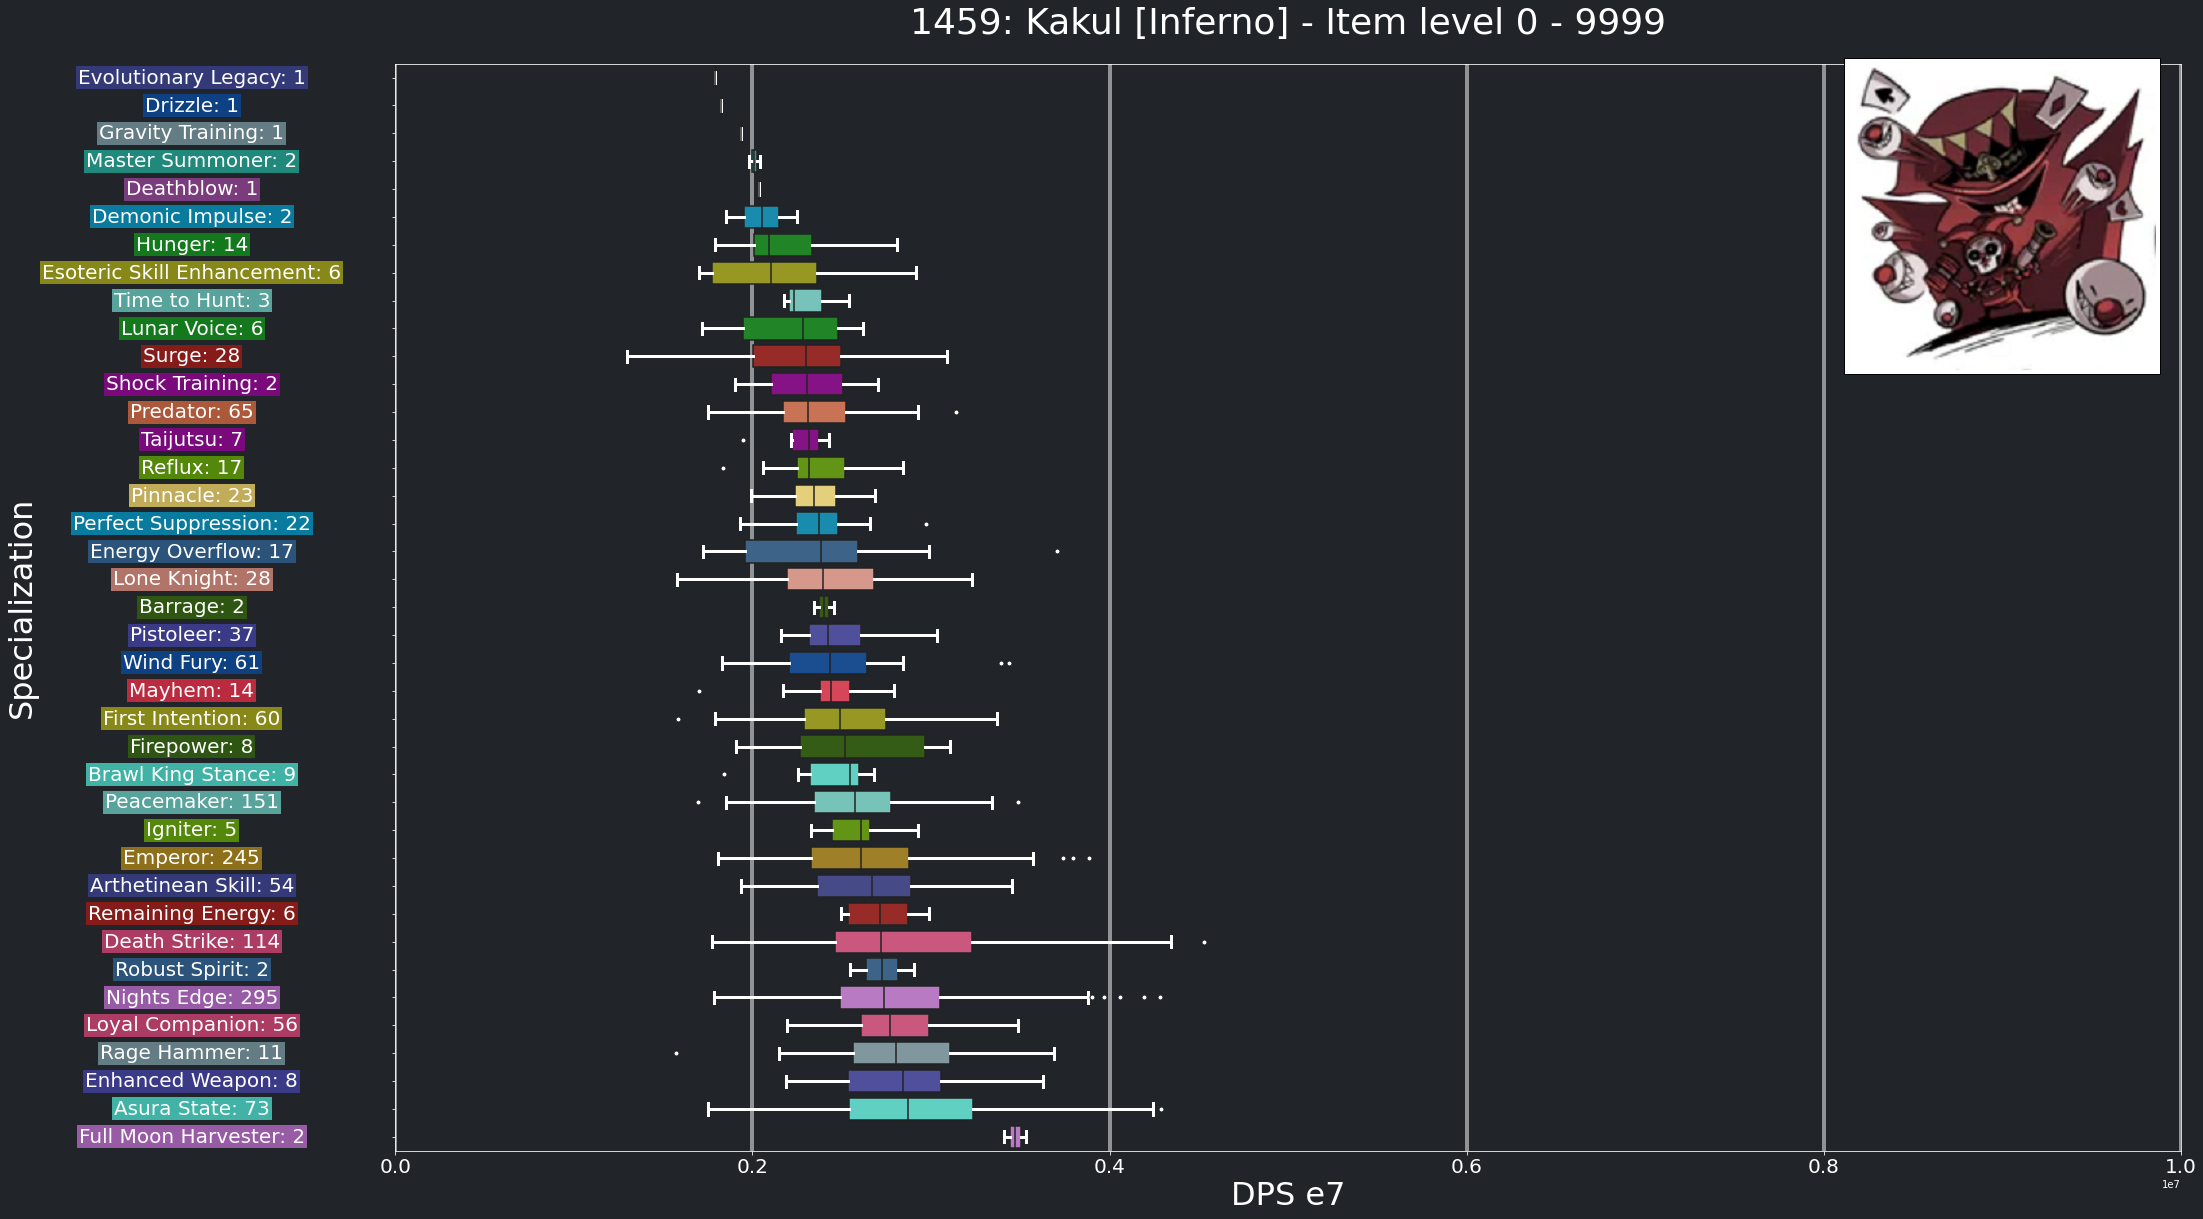 1459: Kakul [Inferno] - Item level 0 - 9999
Evolutionary Legacy: 1
Drizzle: 1
Gravity Training: 1
Master Summoner: 2
Deathblow: 1
Demonic Impulse: 2
Hunger: 14
Esoteric Skill Enhancement: 6
Time to Hunt: 3
Lunar Voice: 6
Surge: 28
Shock Training: 2
Predator: 65
Taijutsu: 7
Reflux: 17
Pinnacle: 23
Perfect Suppression: 22
Energy Overflow: 17
Lone Knight: 28
Barrage: 2
Pistoleer: 37
Wind Fury: 61
Mayhem: 14
First Intention: 60
Firepower: 8
Brawl King Stance: 9
Peacemaker: 151
Igniter: 5
Emperor: 245
Arthetinean Skill: 54
Remaining Energy: 6
Death Strike: 114
Robust Spirit: 2
Nights Edge: 295
Loyal Companion: 56
Rage Hammer: 11
Enhanced Weapon: 8
Asura State: 73
Full Moon Harvester: 2
Specialization
0.0 0.2 0.4 0.6 0.8 1.0
1e7
DPS e7